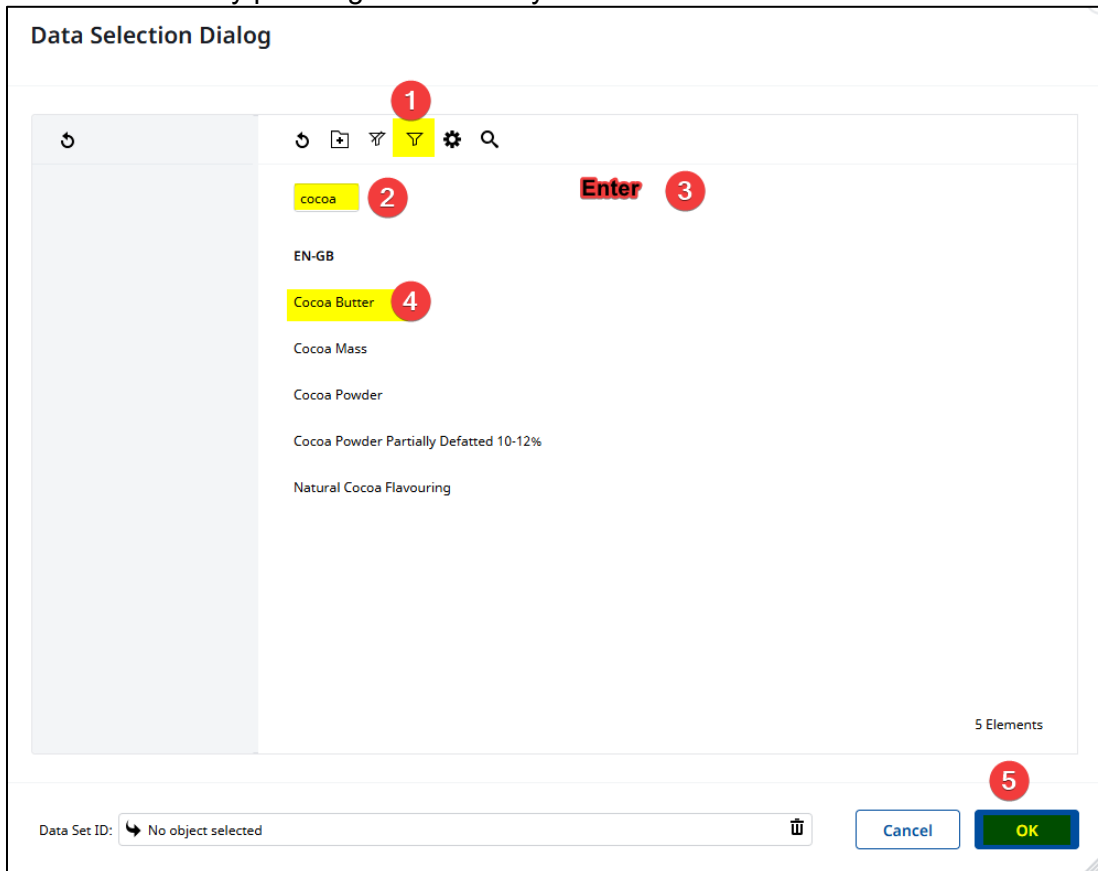 Data Selection Dialog
1
cocoa 2 Enter 3
EN-GB
Cocoa Butter 4
Cocoa Mass
Cocoa Powder
Cocoa Powder Partially Defatted 10-12%
Natural Cocoa Flavouring
5 Elements
5
Data Set ID: No object selected Cancel OK